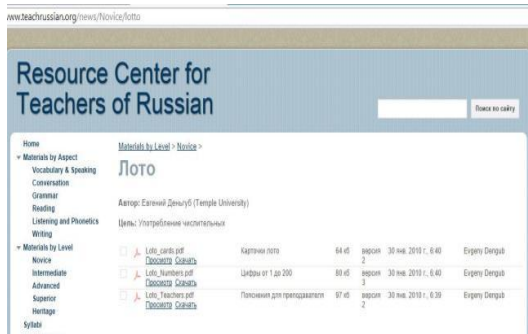 www.teachrussian.org/news/Novice/lotto
Resource Center for
Teachers of Russian
Поиск по сайту
Home
Materials by Aspect
Vocabulary & Speaking
Conversation
Grammar
Reading
Listening and Phonetics
Writing
Materials by Level
Novice
Intermediate
Advanced
Superior
Heritage
Syllabi
Materials by Level > Novice >
Лото
Автор: Евгений Деньгуб (Temple University)
Цель: Употребление числительных
Loto_cards.pdf Карточки лото 64 кб версия 2 30 янв. 2010 г., 6:40 Evgeny Dengub
Просмотр Скачать
Loto_Numbers.pdf Цифры от 1 до 200 80 кб версия 3 30 янв. 2010 г., 6:40 Evgeny Dengub
Просмотр Скачать
Loto_Teachers.pdf Пояснения для преподавателя 97 кб версия 2 30 янв. 2010 г., 6:39 Evgeny Dengub
Просмотр Скачать